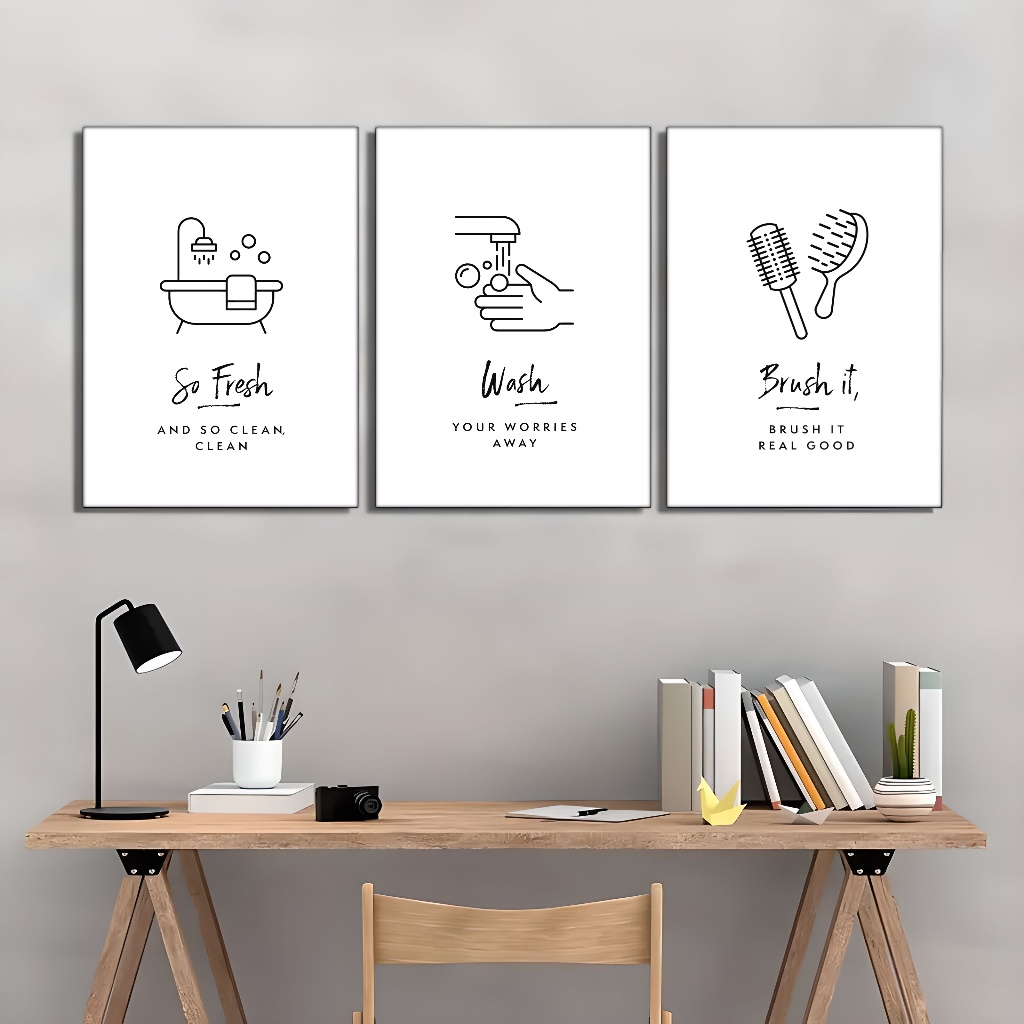 So Fresh
AND SO CLEAN,
CLEAN
Wash
YOUR WORRIES
AWAY
Brush it,
BRUSH IT
REAL GOOD